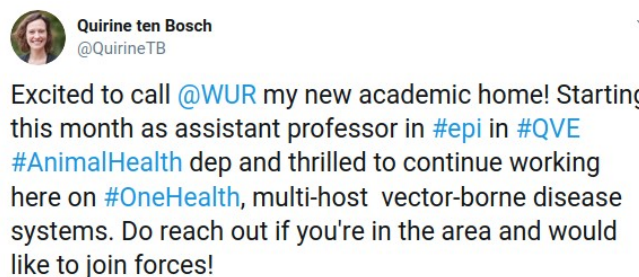 Quirine ten Bosch
@QuirineTB
Excited to call @WUR my new academic home! Starting
this month as assistant professor in #epi in #QVE
#AnimalHealth dep and thrilled to continue working
here on #OneHealth, multi-host  vector-borne disease
systems. Do reach out if you're in the area and would
like to join forces!